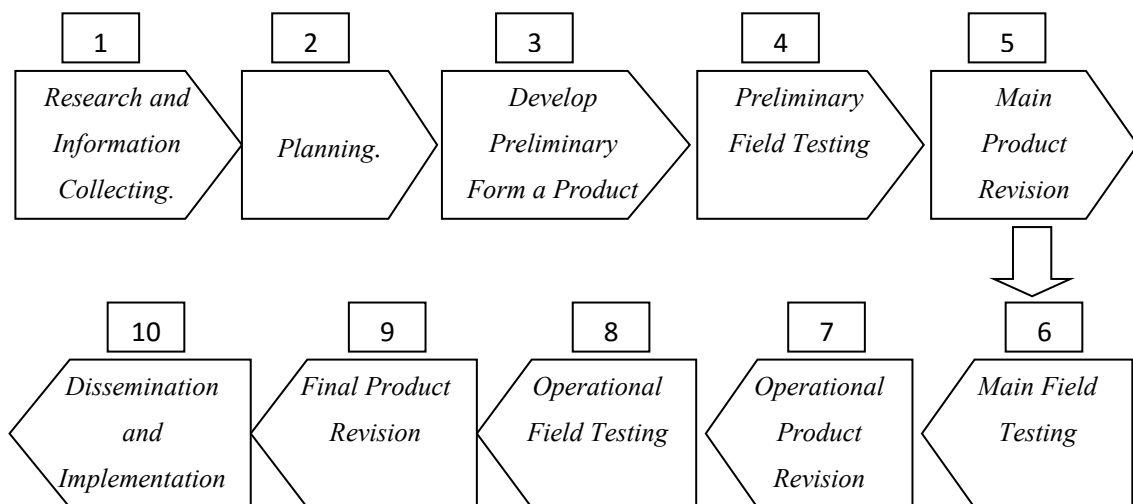 1
Research and
Information
Collecting.
2
Planning.
3
Develop
Preliminary
Form a Product
4
Preliminary
Field Testing
5
Main
Product
Revision
6
Main Field
Testing
7
Operational
Product
Revision
8
Operational
Field Testing
9
Final Product
Revision
10
Dissemination
and
Implementation